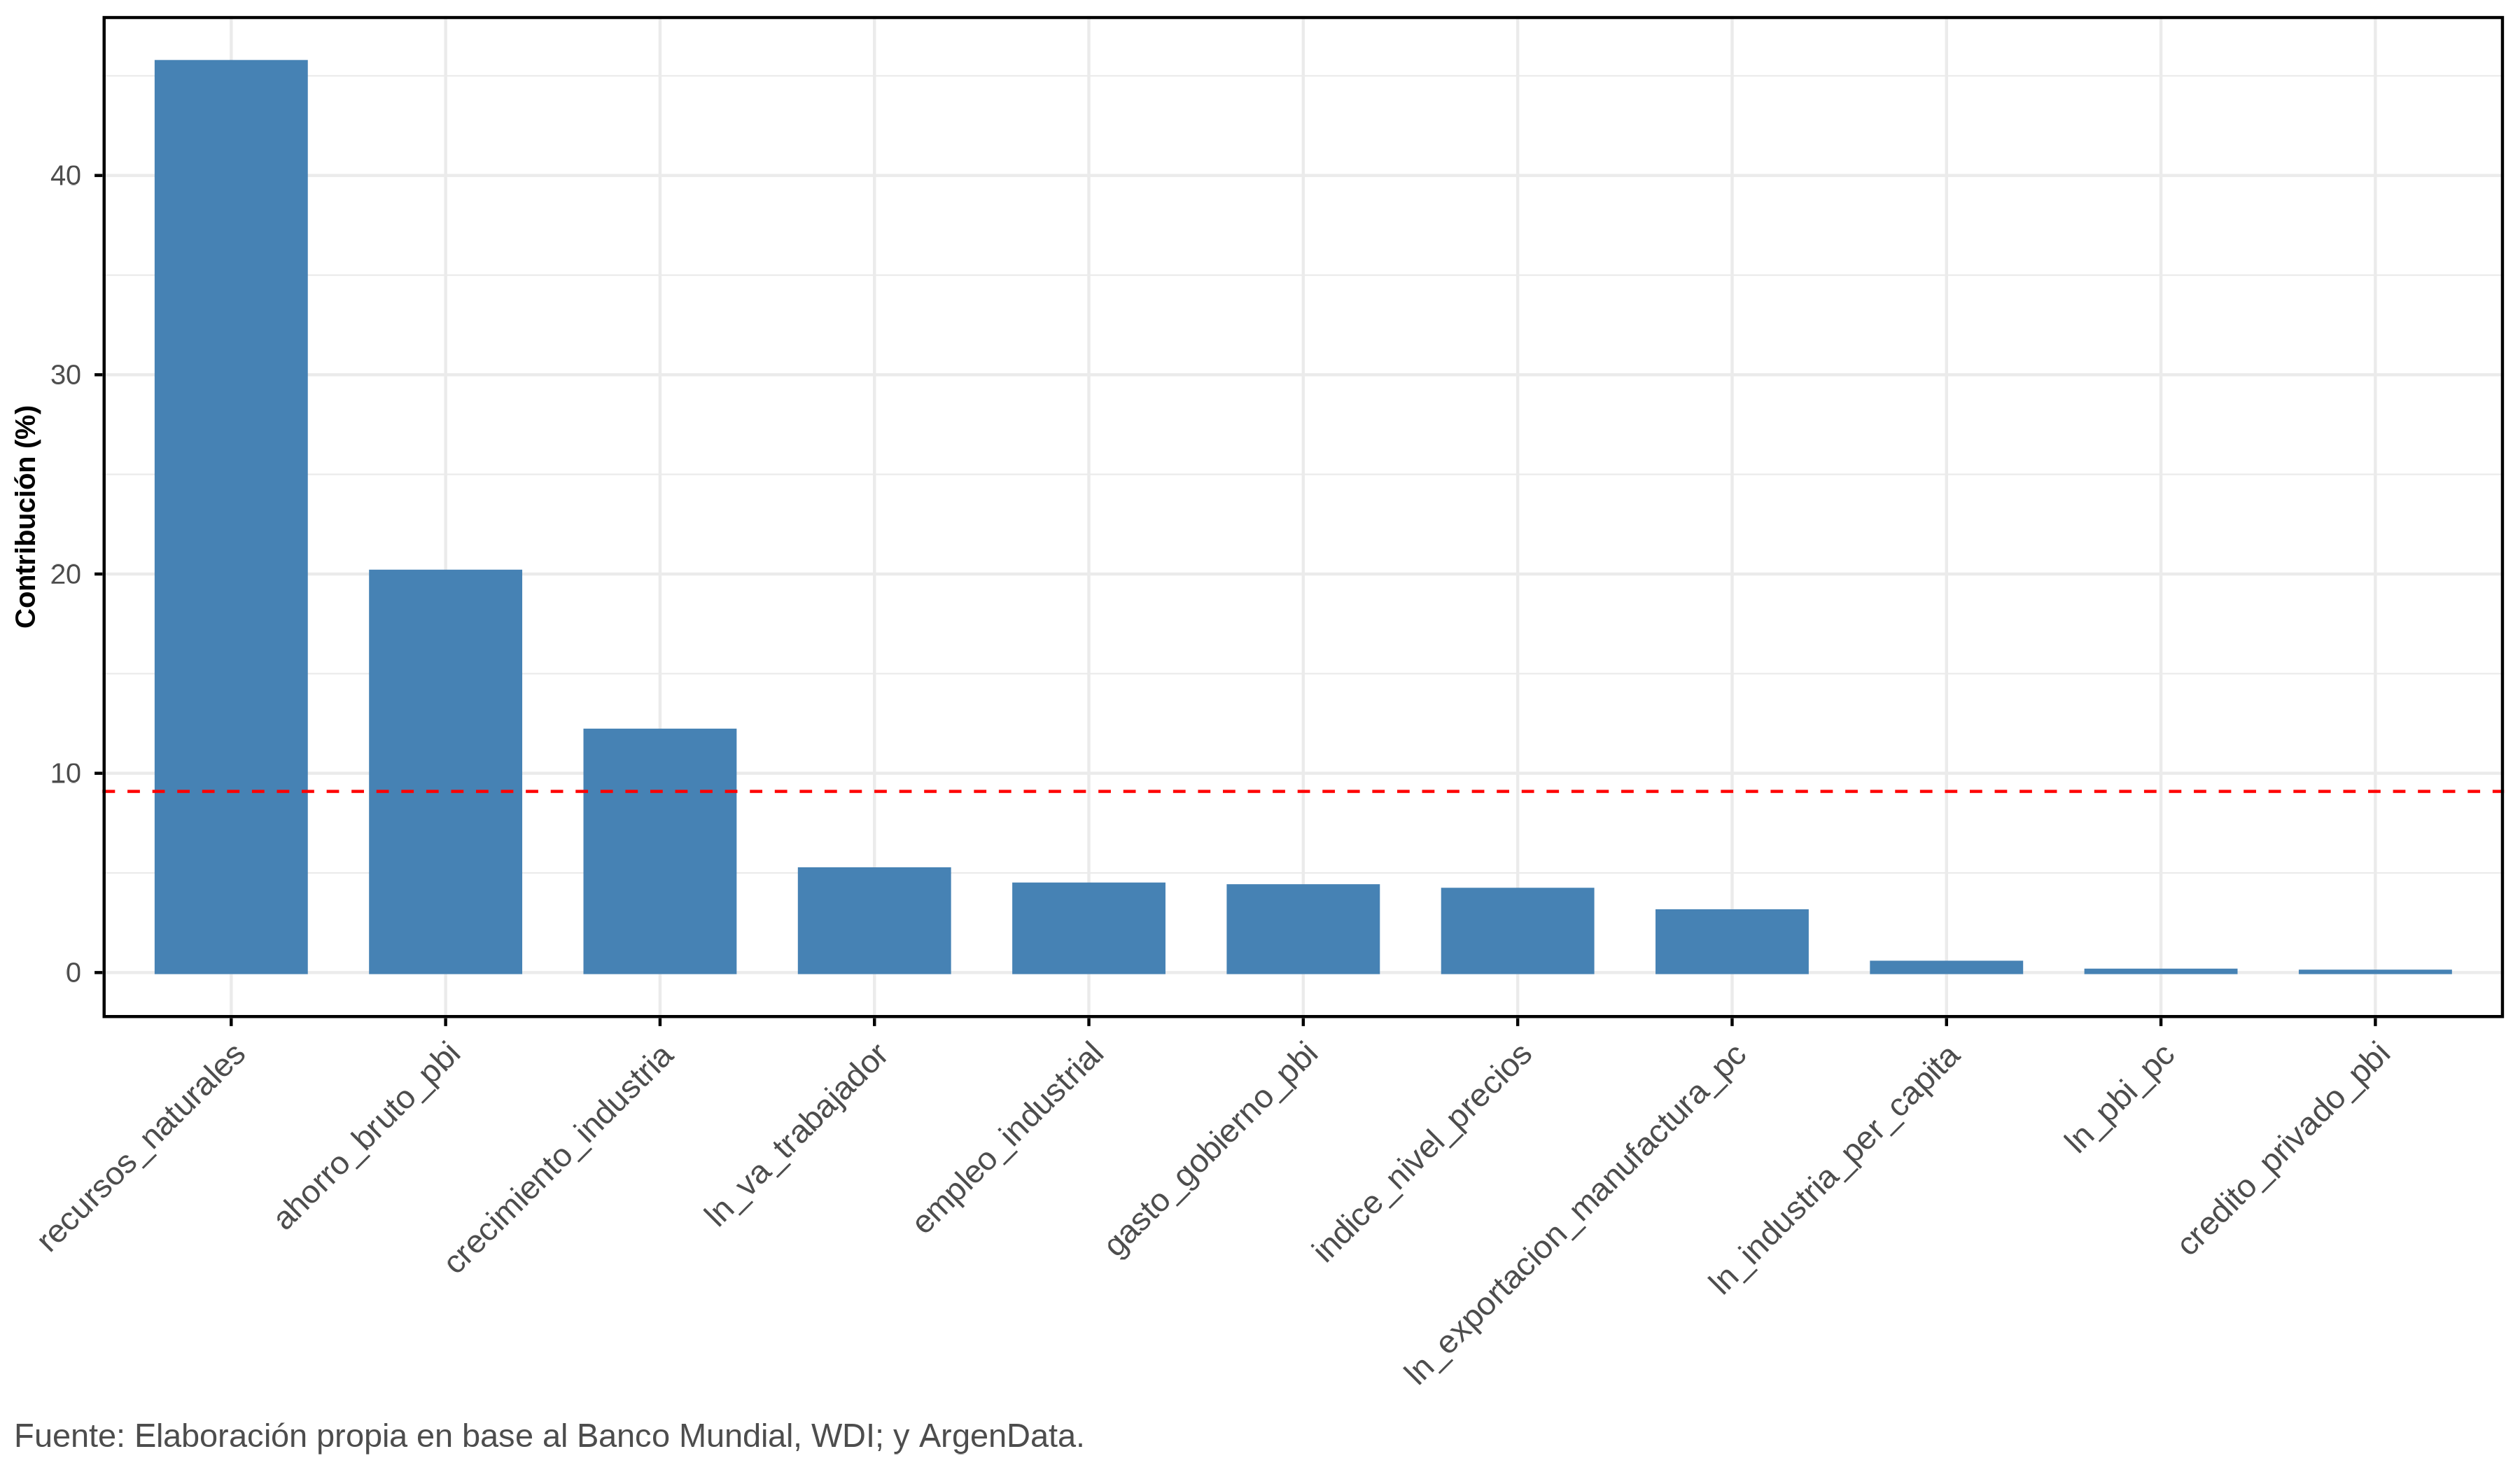 Contribución (%)
40
30
20
10
0
recursos_naturales
ahorro_bruto_pbi
crecimiento_industria
ln_va_trabajador
empleo_industrial
gasto_gobierno_pbi
indice_nivel_precios
ln_exportacion_manufactura_pc
ln_industria_per_capita
ln_pbi_pc
credito_privado_pbi
Fuente: Elaboración propia en base al Banco Mundial, WDI; y ArgenData.